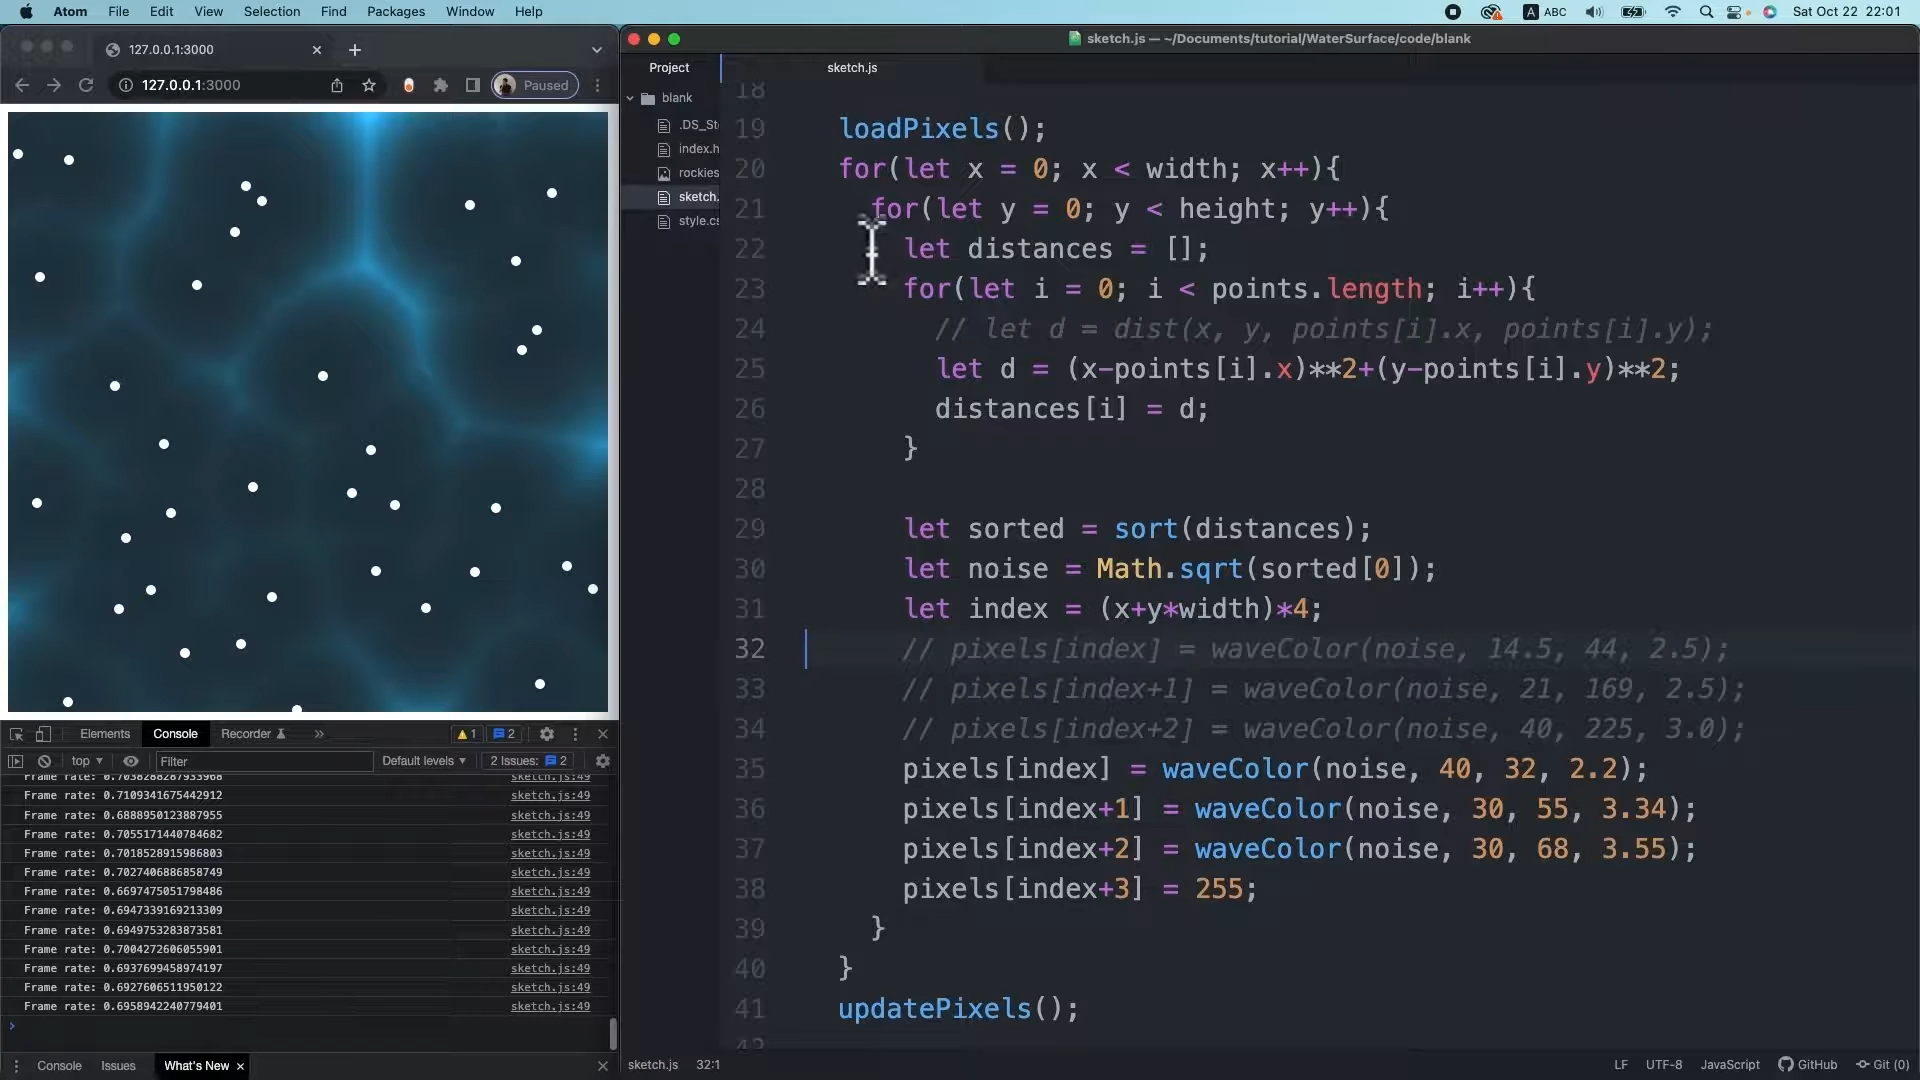 Atom File Edit View Selection Find Packages Window Help
A ABC
Sat Oct 22 22:01
127.0.0.1:3000
127.0.0.1:3000
Paused
sketch.js — ~/Documents/tutorial/WaterSurface/code/blank
Project
sketch.js
blank
.DS_St
index.h
rockies
sketch.
style.cs
18
19 loadPixels();
20 for(let x = 0; x < width; x++){
21 for(let y = 0; y < height; y++){
22 let distances = [];
23 for(let i = 0; i < points.length; i++){
24 // let d = dist(x, y, points[i].x, points[i].y);
25 let d = (x-points[i].x)**2+(y-points[i].y)**2;
26 distances[i] = d;
27 }
28
29 let sorted = sort(distances);
30 let noise = Math.sqrt(sorted[0]);
31 let index = (x+y*width)*4;
32 // pixels[index] = waveColor(noise, 14.5, 44, 2.5);
33 // pixels[index+1] = waveColor(noise, 21, 169, 2.5);
34 // pixels[index+2] = waveColor(noise, 40, 225, 3.0);
35 pixels[index] = waveColor(noise, 40, 32, 2.2);
36 pixels[index+1] = waveColor(noise, 30, 55, 3.34);
37 pixels[index+2] = waveColor(noise, 30, 68, 3.55);
38 pixels[index+3] = 255;
39 }
40 }
41 updatePixels();
42
Elements Console Recorder » 1 2
top ▾ Filter Default levels ▾ 2 Issues: 2
Frame rate: 0.7038288287933968 sketch.js:49
Frame rate: 0.7109341675442912 sketch.js:49
Frame rate: 0.6888950123887955 sketch.js:49
Frame rate: 0.7055171440784682 sketch.js:49
Frame rate: 0.7018528915986803 sketch.js:49
Frame rate: 0.7027406886858749 sketch.js:49
Frame rate: 0.6697475051798486 sketch.js:49
Frame rate: 0.6947339169213309 sketch.js:49
Frame rate: 0.6949753283873581 sketch.js:49
Frame rate: 0.7004272606055901 sketch.js:49
Frame rate: 0.6937699458974197 sketch.js:49
Frame rate: 0.6927606511950122 sketch.js:49
Frame rate: 0.6958942240779401 sketch.js:49
Console Issues What's New ×
sketch.js 32:1
LF UTF-8 JavaScript GitHub Git (0)